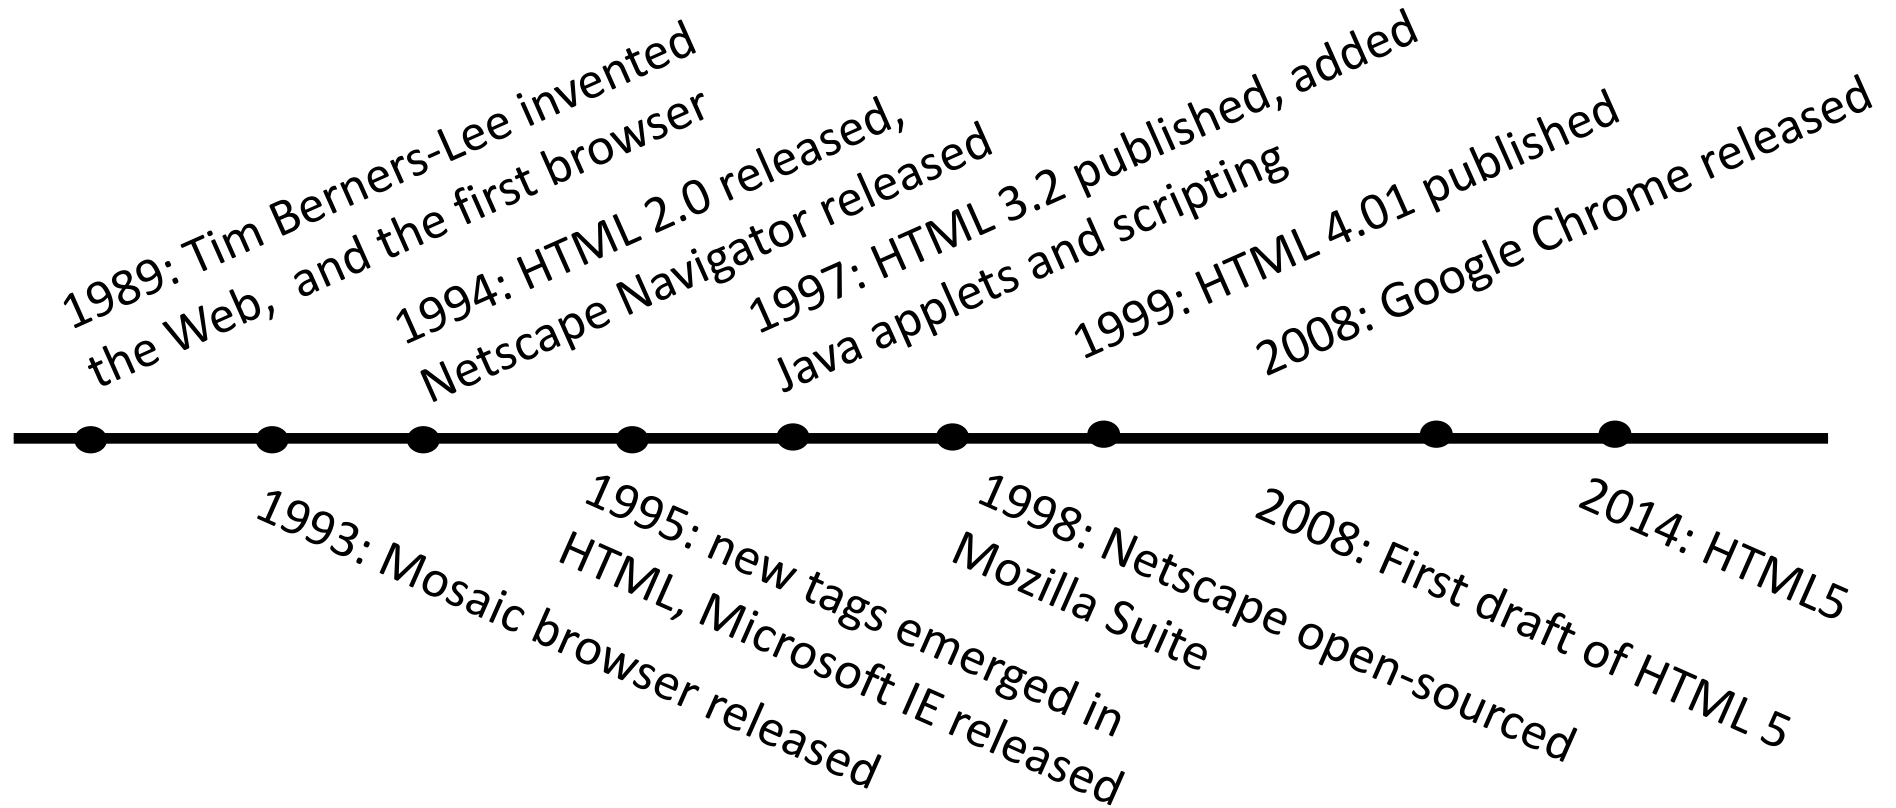 1989: Tim Berners-Lee invented
the Web, and the first browser
1993: Mosaic browser released
1994: HTML 2.0 released,
Netscape Navigator released
1995: new tags emerged in
HTML, Microsoft IE released
1997: HTML 3.2 published, added
Java applets and scripting
1998: Netscape open-sourced
Mozilla Suite
1999: HTML 4.01 published
2008: Google Chrome released
2008: First draft of HTML 5
2014: HTML5